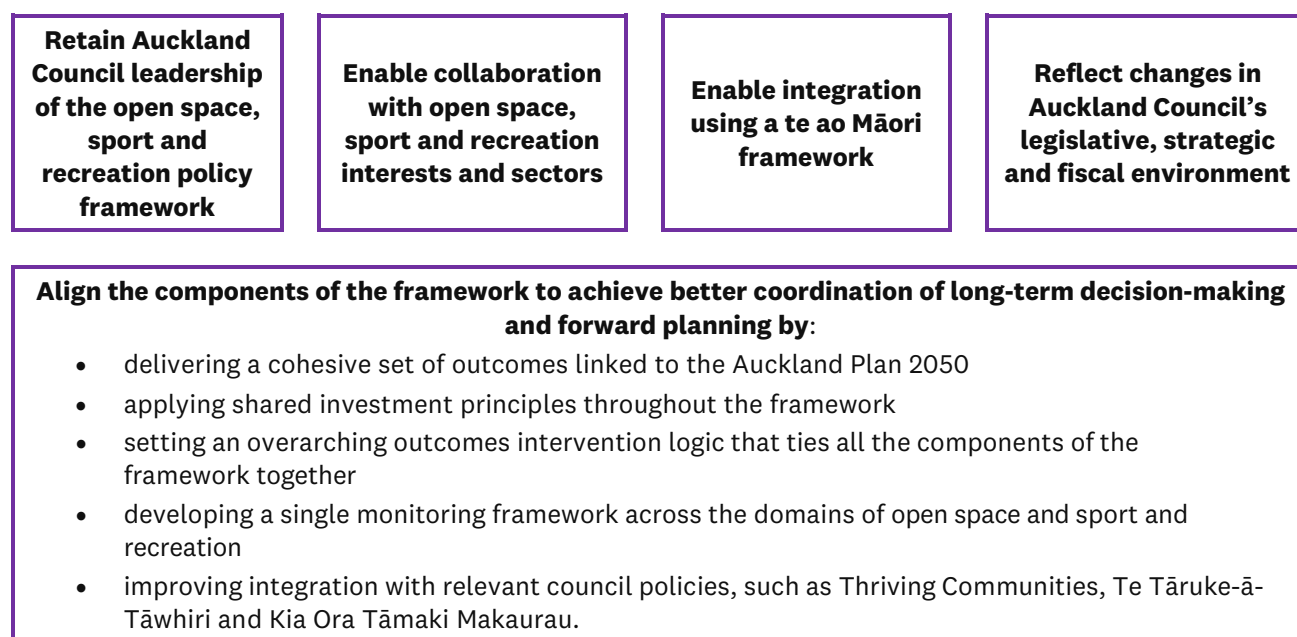 Retain Auckland
Council leadership
of the open space,
sport and
recreation policy
framework
Enable collaboration
with open space,
sport and recreation
interests and sectors
Enable integration
using a te ao Māori
framework
Reflect changes in
Auckland Council’s
legislative, strategic
and fiscal environment
Align the components of the framework to achieve better coordination of long-term decision-making
and forward planning by:
• delivering a cohesive set of outcomes linked to the Auckland Plan 2050
• applying shared investment principles throughout the framework
• setting an overarching outcomes intervention logic that ties all the components of the
framework together
• developing a single monitoring framework across the domains of open space and sport and
recreation
• improving integration with relevant council policies, such as Thriving Communities, Te Tāruke-ā-
Tāwhiri and Kia Ora Tāmaki Makaurau.